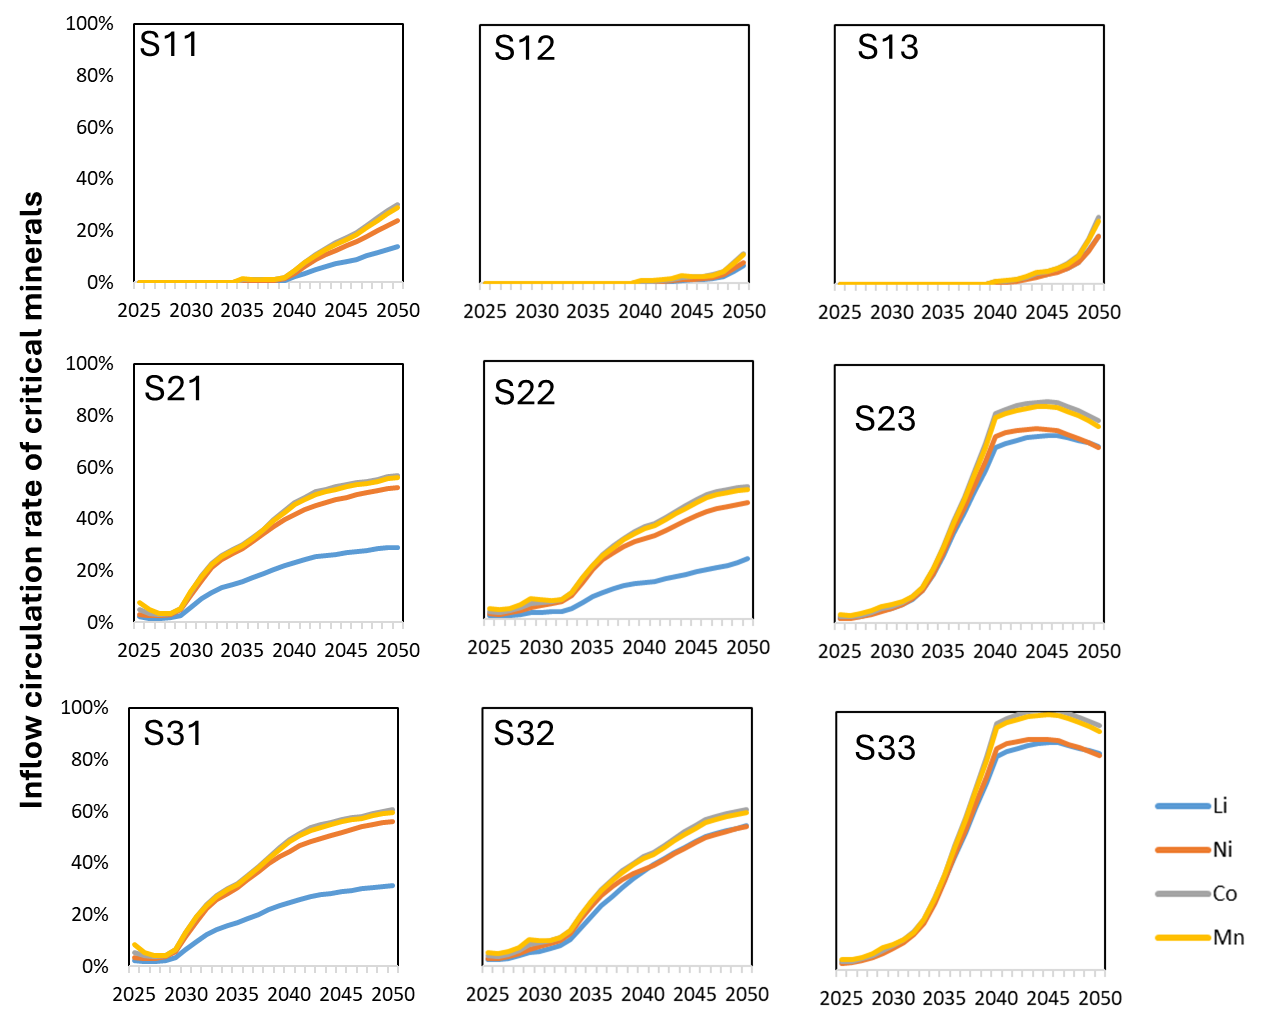 Inflow circulation rate of critical minerals
100%
80%
60%
40%
20%
0%
S11
2025 2030 2035 2040 2045 2050
S12
2025 2030 2035 2040 2045 2050
S13
2025 2030 2035 2040 2045 2050
100%
80%
60%
40%
20%
0%
S21
2025 2030 2035 2040 2045 2050
S22
2025 2030 2035 2040 2045 2050
S23
2025 2030 2035 2040 2045 2050
100%
80%
60%
40%
20%
0%
S31
2025 2030 2035 2040 2045 2050
S32
2025 2030 2035 2040 2045 2050
S33
2025 2030 2035 2040 2045 2050
Li
Ni
Co
Mn